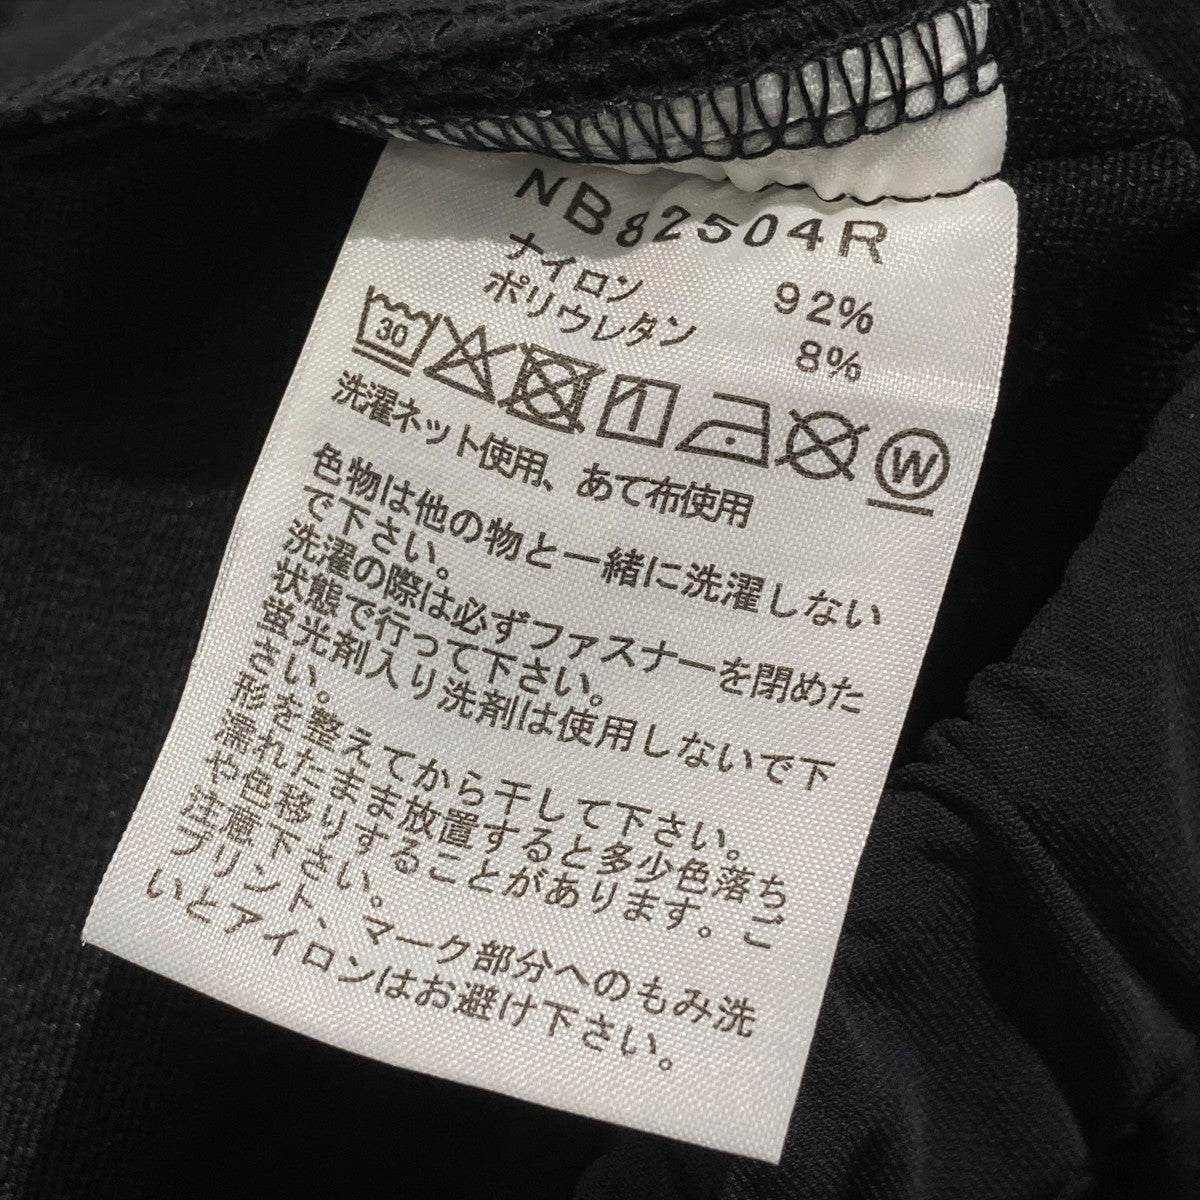 NB82504R
ナイロン 92%
ポリウレタン 8%
30 1 W
洗濯ネット使用、あて布使用
色物は他の物と一緒に洗濯しない
で下さい。
洗濯の際は必ずファスナーを閉めた
状態で行って下さい。
蛍光剤入り洗剤は使用しないで下
さい。
形を整えてから干して下さい。
濡れたまま放置すると多少色落ち
や色移りすることがあります。ご
注意下さい。
プリント、マーク部分へのもみ洗
いとアイロンはお避け下さい。